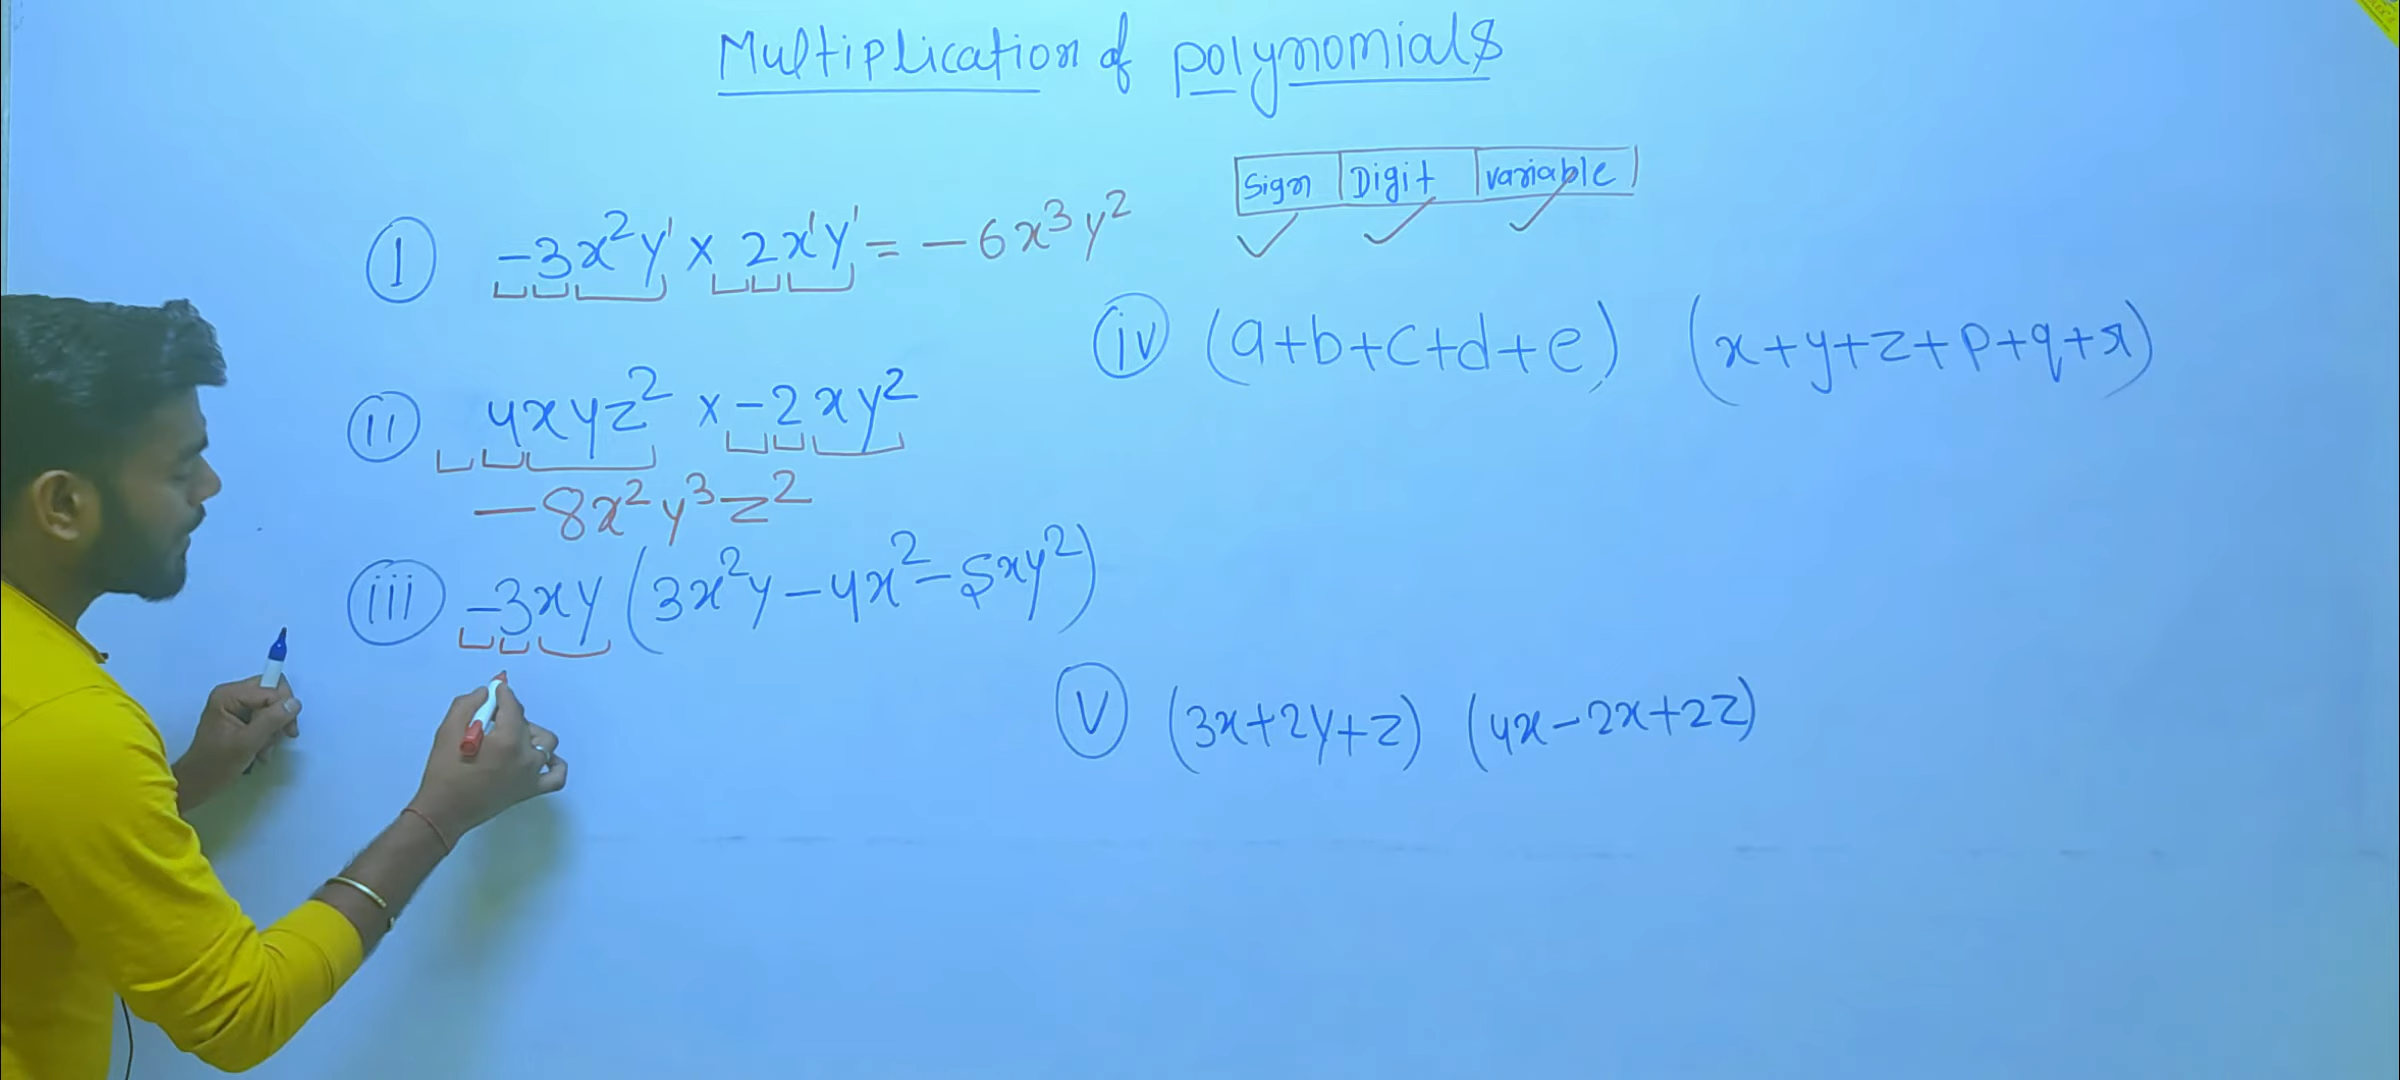 Multiplication of polynomials
Sign | Digit | variable
(I) -3x²y¹ × 2x¹y¹ = -6x³y²
(ii) 4xyz² × -2xy²
-8x²y³z²
(iii) -3xy (3x²y-4x²-5xy²)
(iv) (a+b+c+d+e) (x+y+z+p+q+r)
(V) (3x+2y+z) (4x-2x+2z)